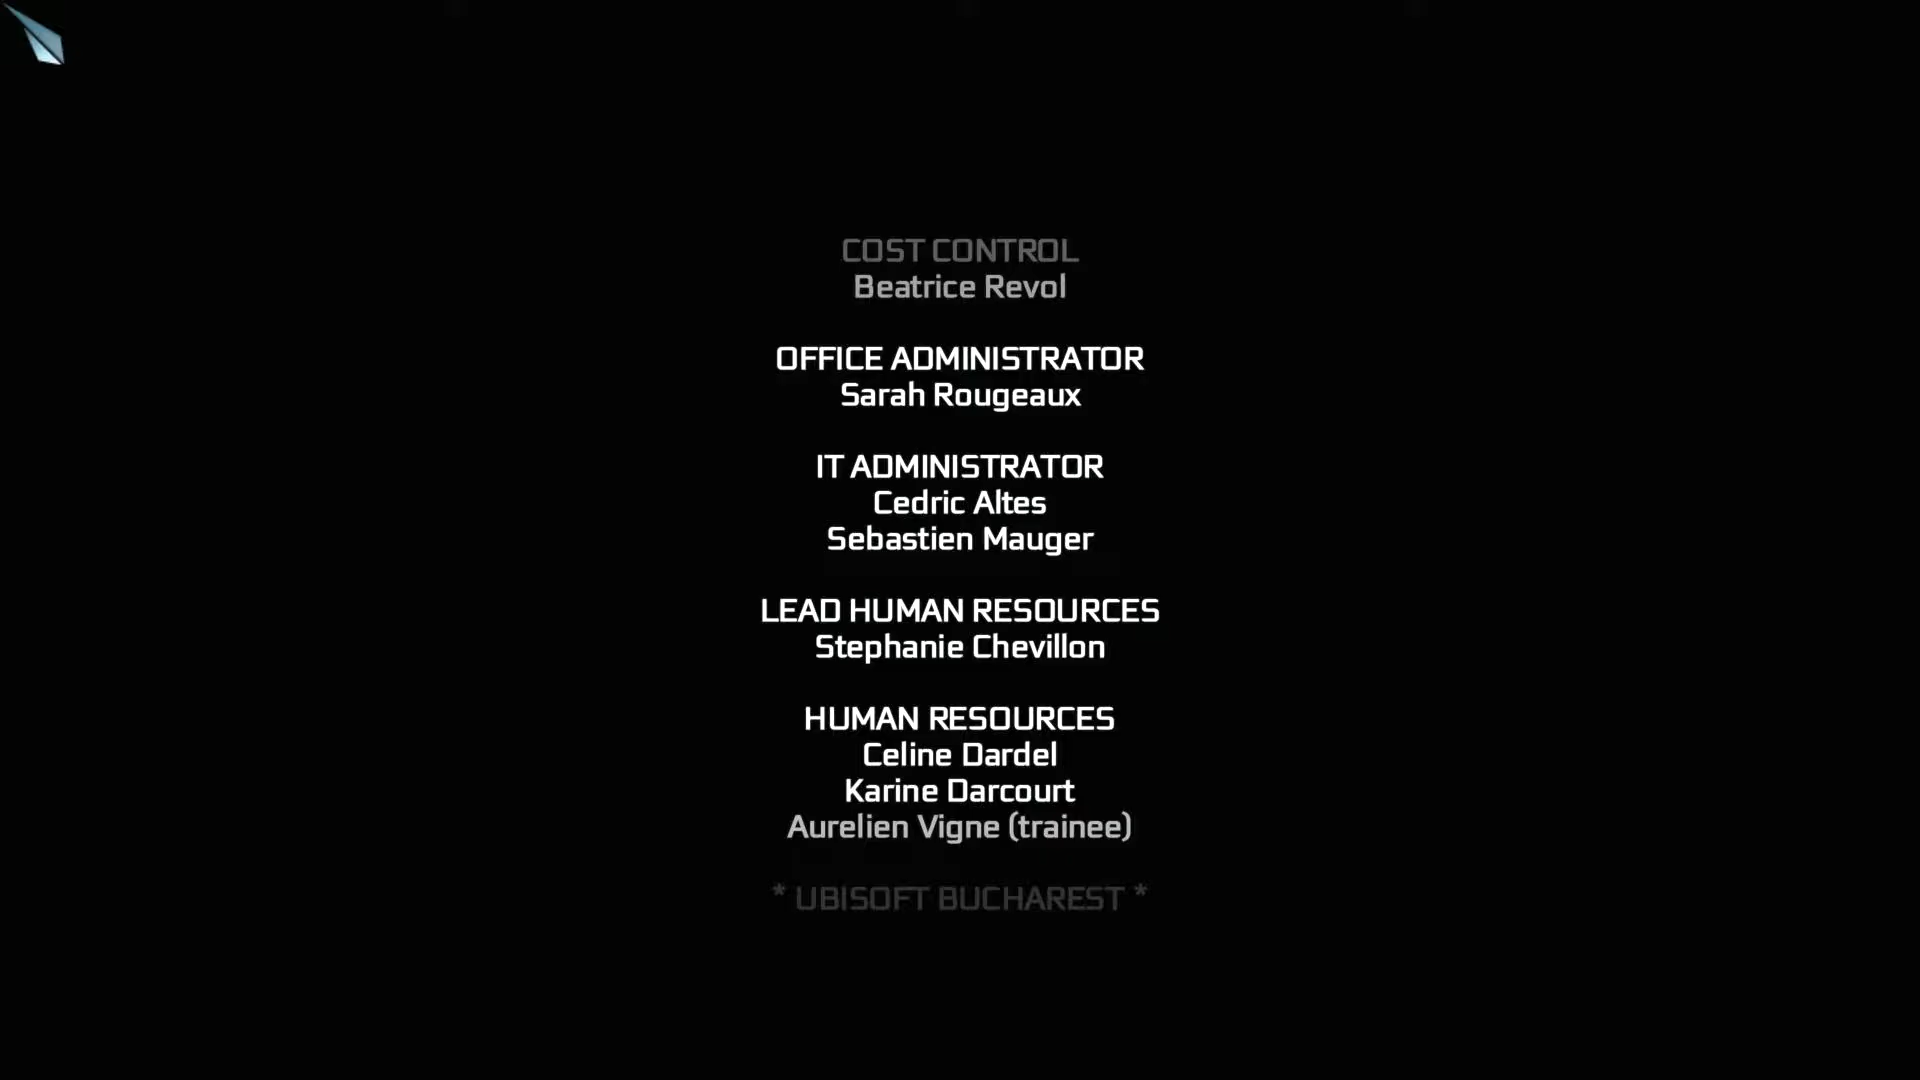 COST CONTROL
Beatrice Revol
OFFICE ADMINISTRATOR
Sarah Rougeaux
IT ADMINISTRATOR
Cedric Altes
Sebastien Mauger
LEAD HUMAN RESOURCES
Stephanie Chevillon
HUMAN RESOURCES
Celine Dardel
Karine Darcourt
Aurelien Vigne (trainee)
* UBISOFT BUCHAREST *